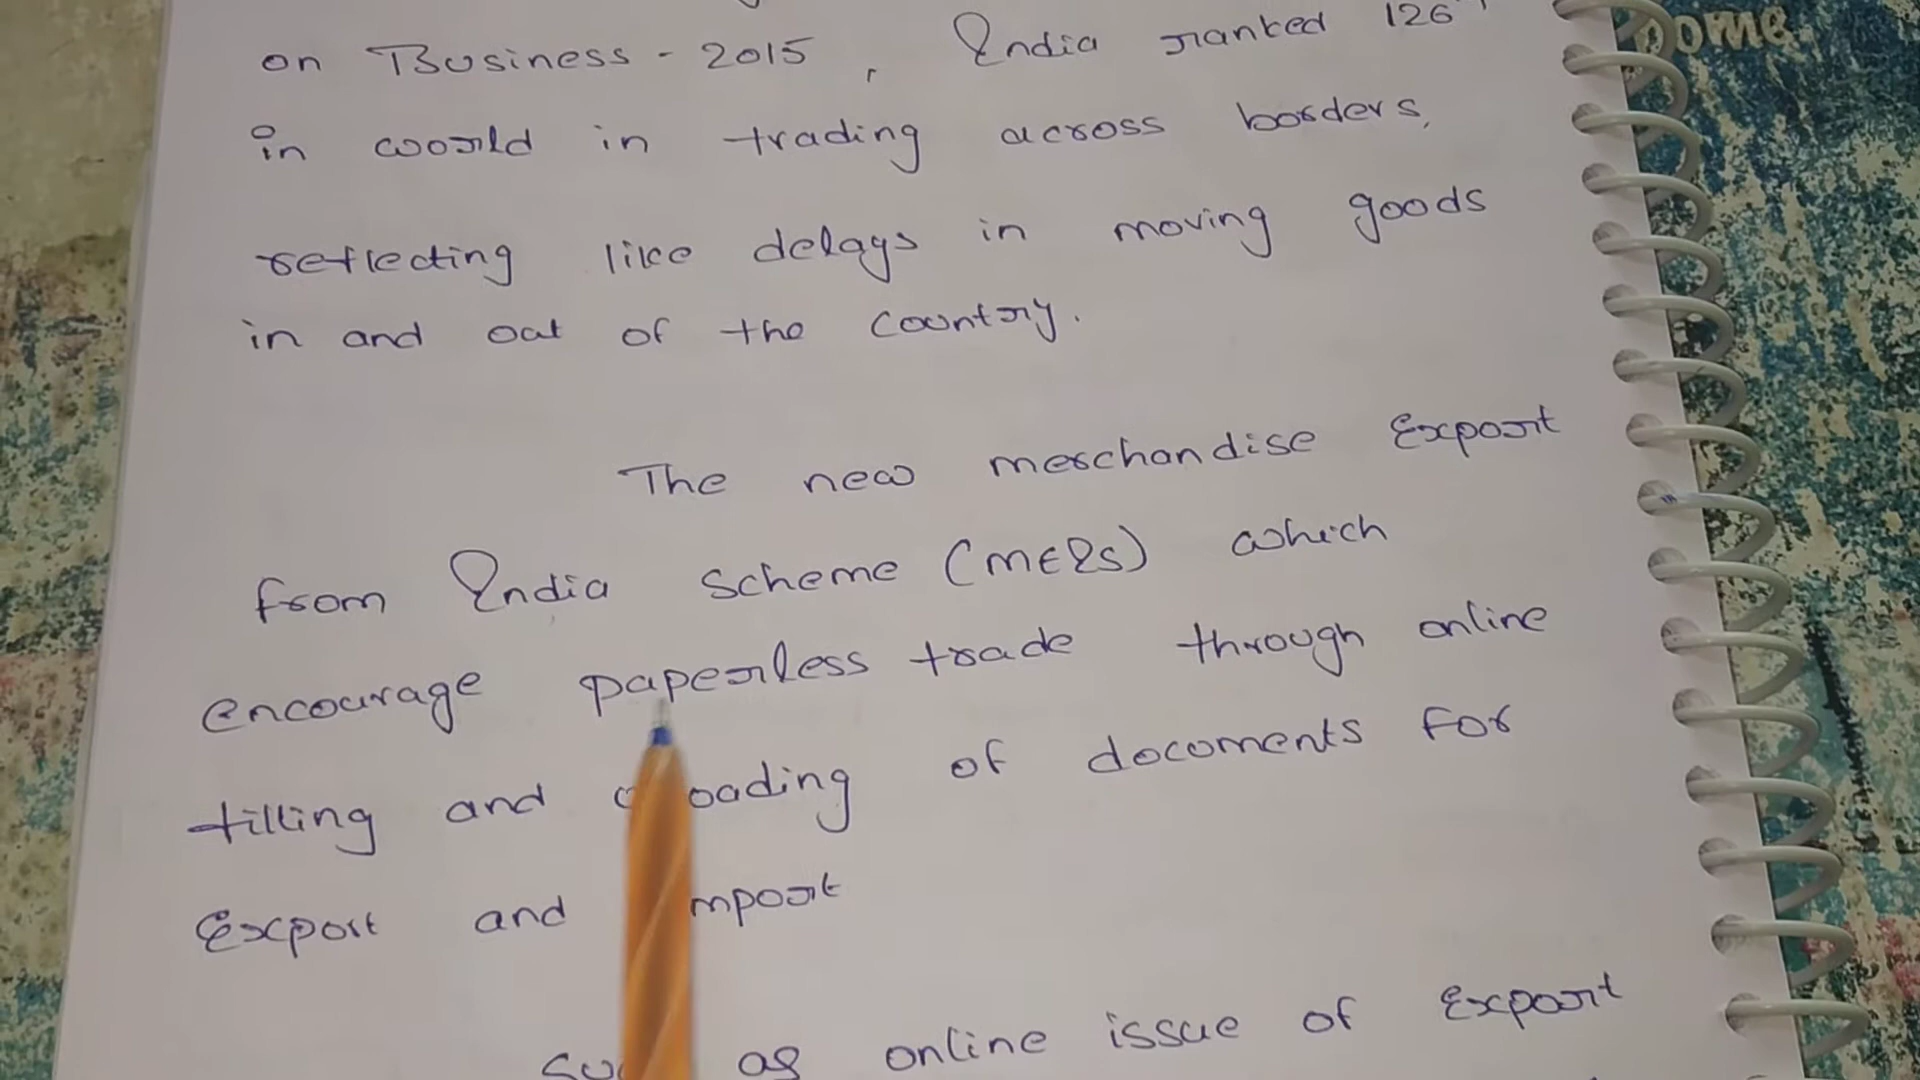 on Business - 2015, India ranked 126
in world in trading across borders,
reflecting like delays in moving goods
in and out of the country.
The new merchandise Export
from India Scheme (MEIS) which
encourage paperless trade through online
filling and of documents for
Export and
as online issue of Export